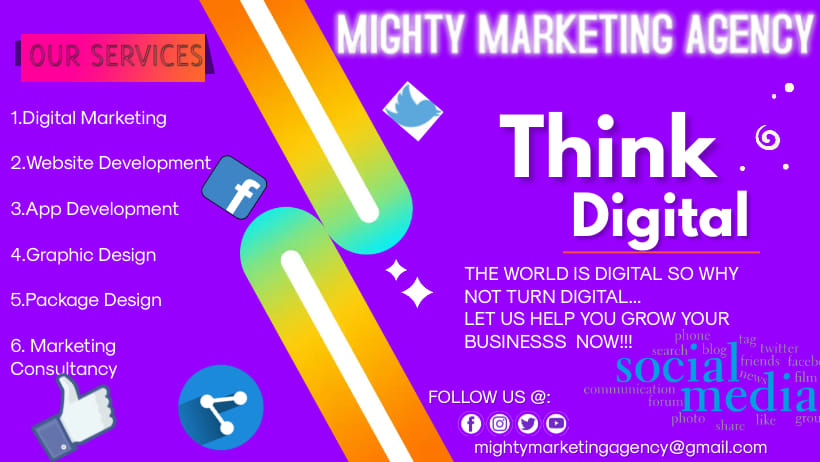 MIGHTY MARKETING AGENCY
OUR SERVICES
1.Digital Marketing
2.Website Development
3.App Development
4.Graphic Design
5.Package Design
6. Marketing
Consultancy
f
Think
Digital
THE WORLD IS DIGITAL SO WHY
NOT TURN DIGITAL...
LET US HELP YOU GROW YOUR
BUSINESSS NOW!!!
phone tag
search blog twitter
social friends facebo
news film
communication media
forum
photo share like grou
FOLLOW US @:
mightymarketingagency@gmail.com